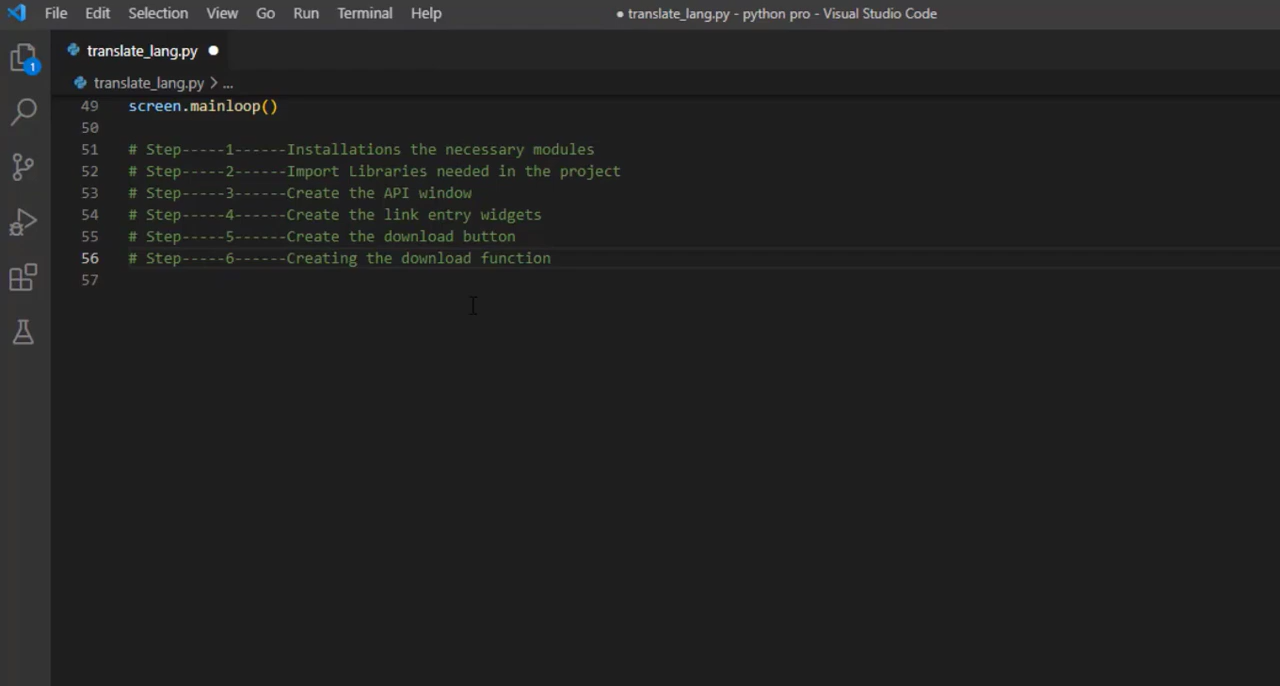 File Edit Selection View Go Run Terminal Help ● translate_lang.py - python pro - Visual Studio Code
translate_lang.py ●
1
translate_lang.py > ...
49 screen.mainloop()
50
51 # Step-----1------Installations the necessary modules
52 # Step-----2------Import Libraries needed in the project
53 # Step-----3------Create the API window
54 # Step-----4------Create the link entry widgets
55 # Step-----5------Create the download button
56 # Step-----6------Creating the download function
57